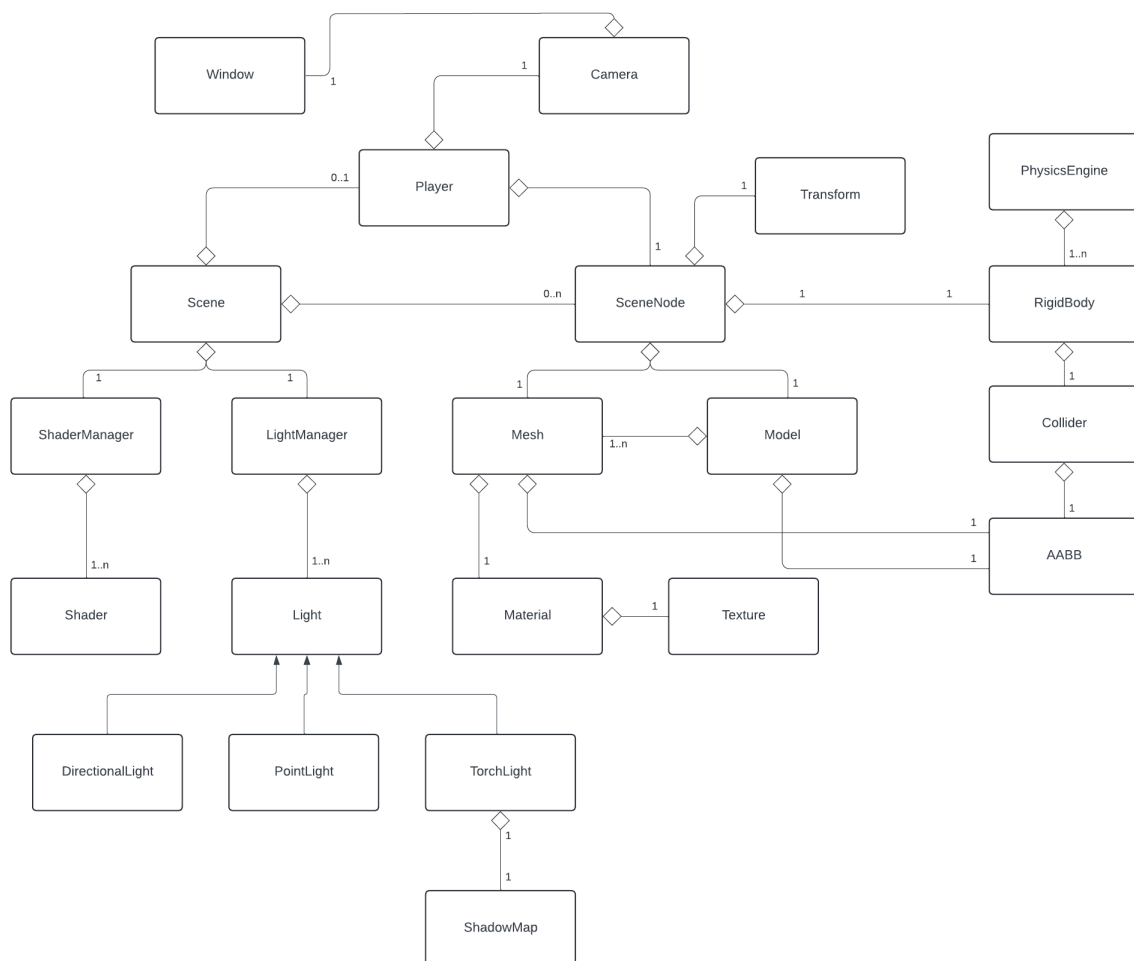 Window
1
Camera
1
Player
0..1
Transform
1
PhysicsEngine
1
1..n
Scene
0..n
SceneNode
1
1
RigidBody
1
1
1
1
1
ShaderManager
LightManager
Mesh
1..n
Model
Collider
1
1
1
AABB
1..n
1..n
1
Shader
Light
Material
1
Texture
DirectionalLight
PointLight
TorchLight
1
1
ShadowMap